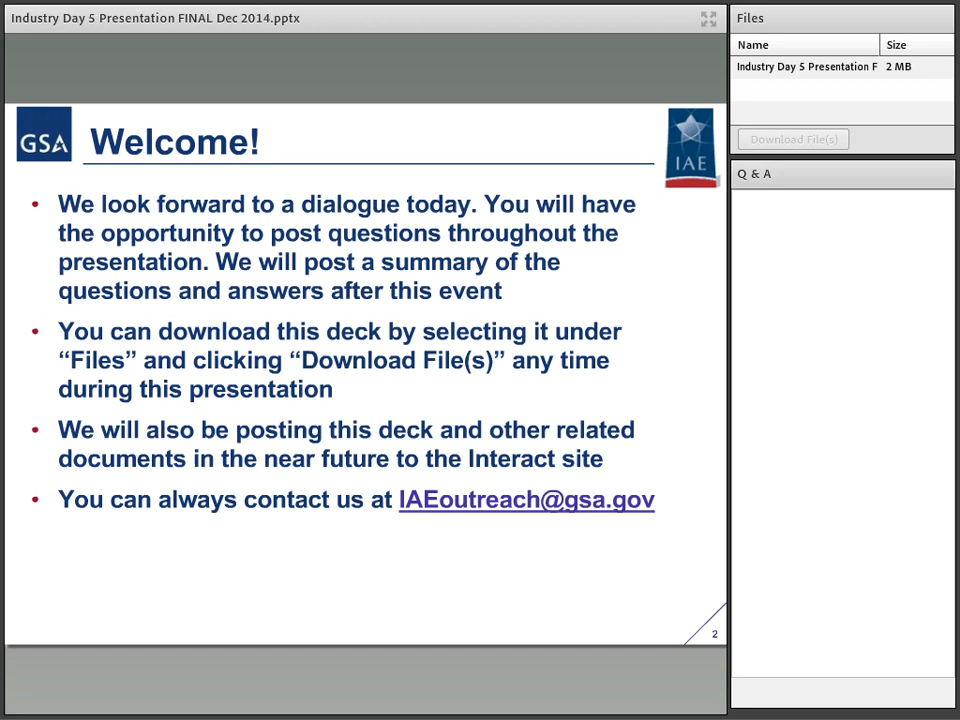 Industry Day 5 Presentation FINAL Dec 2014.pptx
GSA
Welcome!
IAE
• We look forward to a dialogue today. You will have
the opportunity to post questions throughout the
presentation. We will post a summary of the
questions and answers after this event
• You can download this deck by selecting it under
“Files” and clicking “Download File(s)” any time
during this presentation
• We will also be posting this deck and other related
documents in the near future to the Interact site
• You can always contact us at IAEoutreach@gsa.gov
2
Files
Name Size
Industry Day 5 Presentation F 2 MB
Download File(s)
Q & A